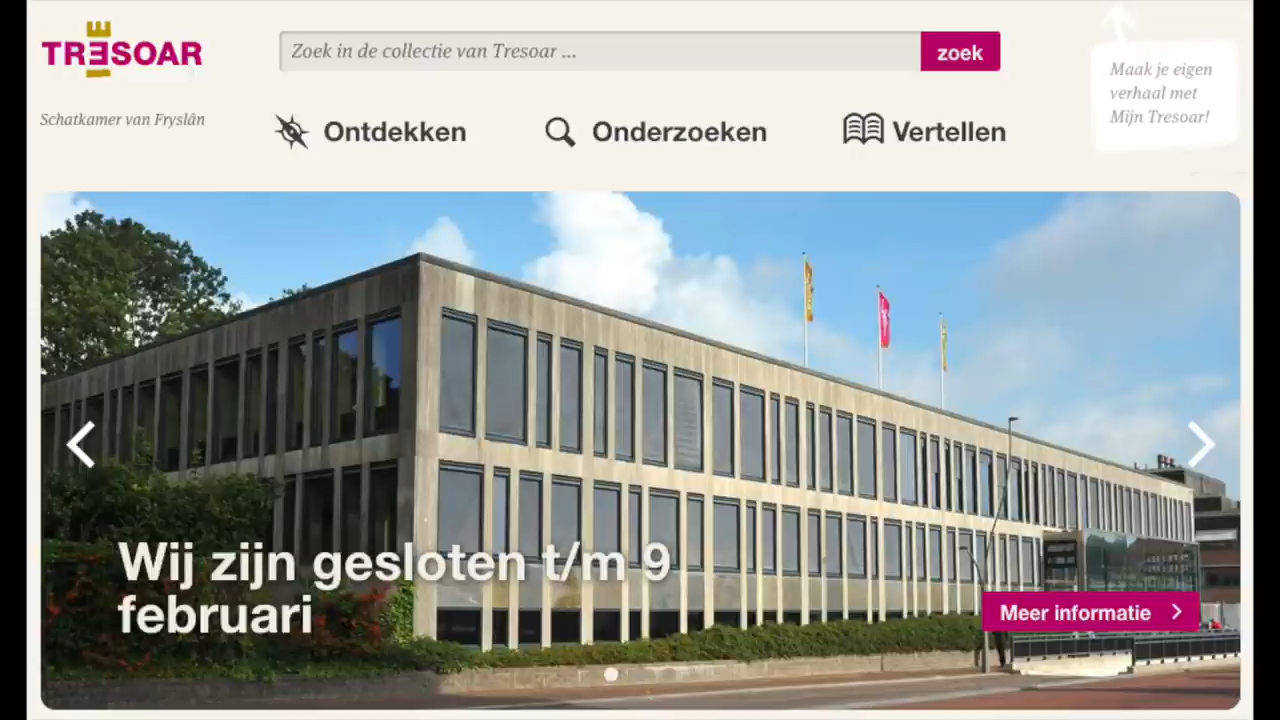 TRESOAR
Schatkamer van Fryslân
Zoek in de collectie van Tresoar ...
zoek
Maak je eigen
verhaal met
Mijn Tresoar!
Ontdekken
Onderzoeken
Vertellen
Wij zijn gesloten t/m 9
februari
Meer informatie